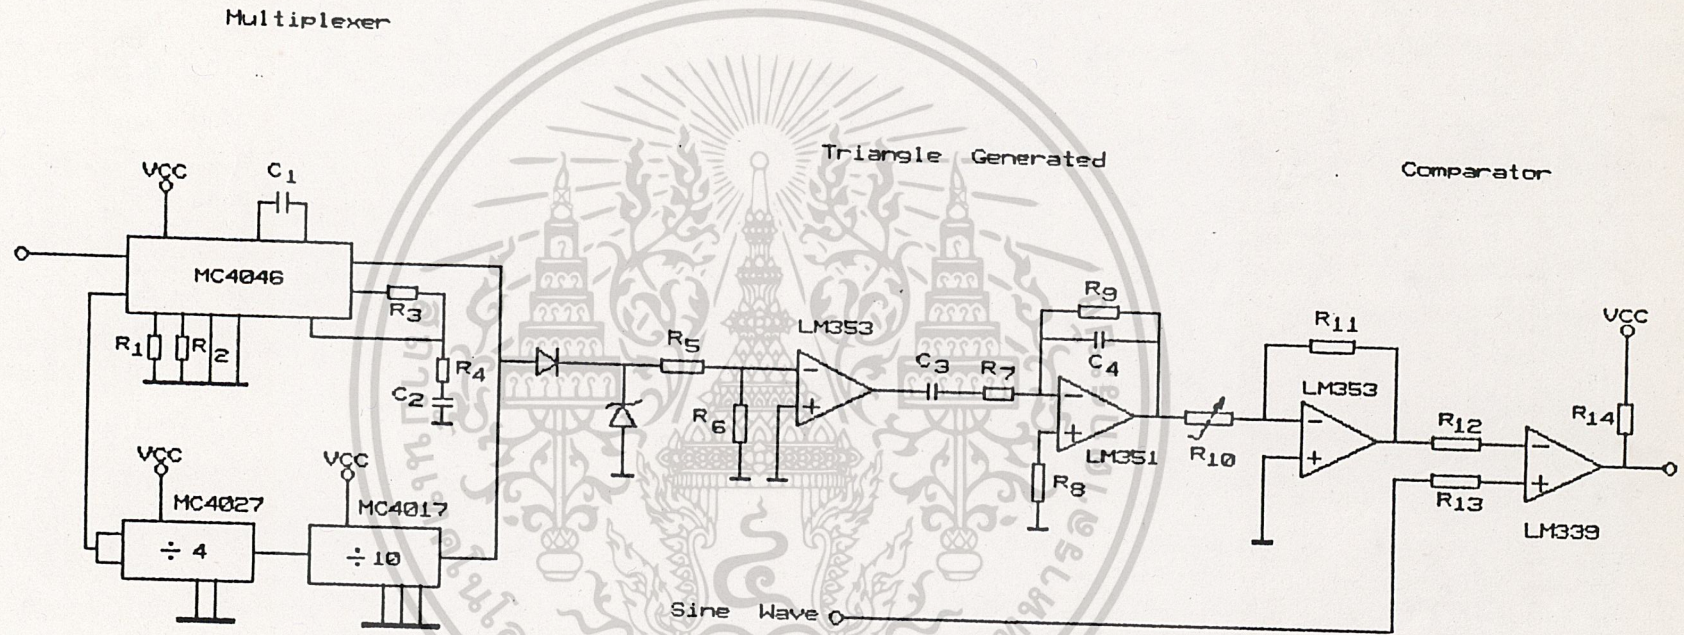 Multiplexer
Triangle Generated
Comparator
VCC
C1
MC4046
R1
R2
R3
R4
C2
VCC
MC4027
÷ 4
VCC
MC4017
÷ 10
R5
R6
LM353
C3
R7
R8
R9
C4
LM351
R10
R11
LM353
R12
R13
VCC
R14
LM339
Sine Wave